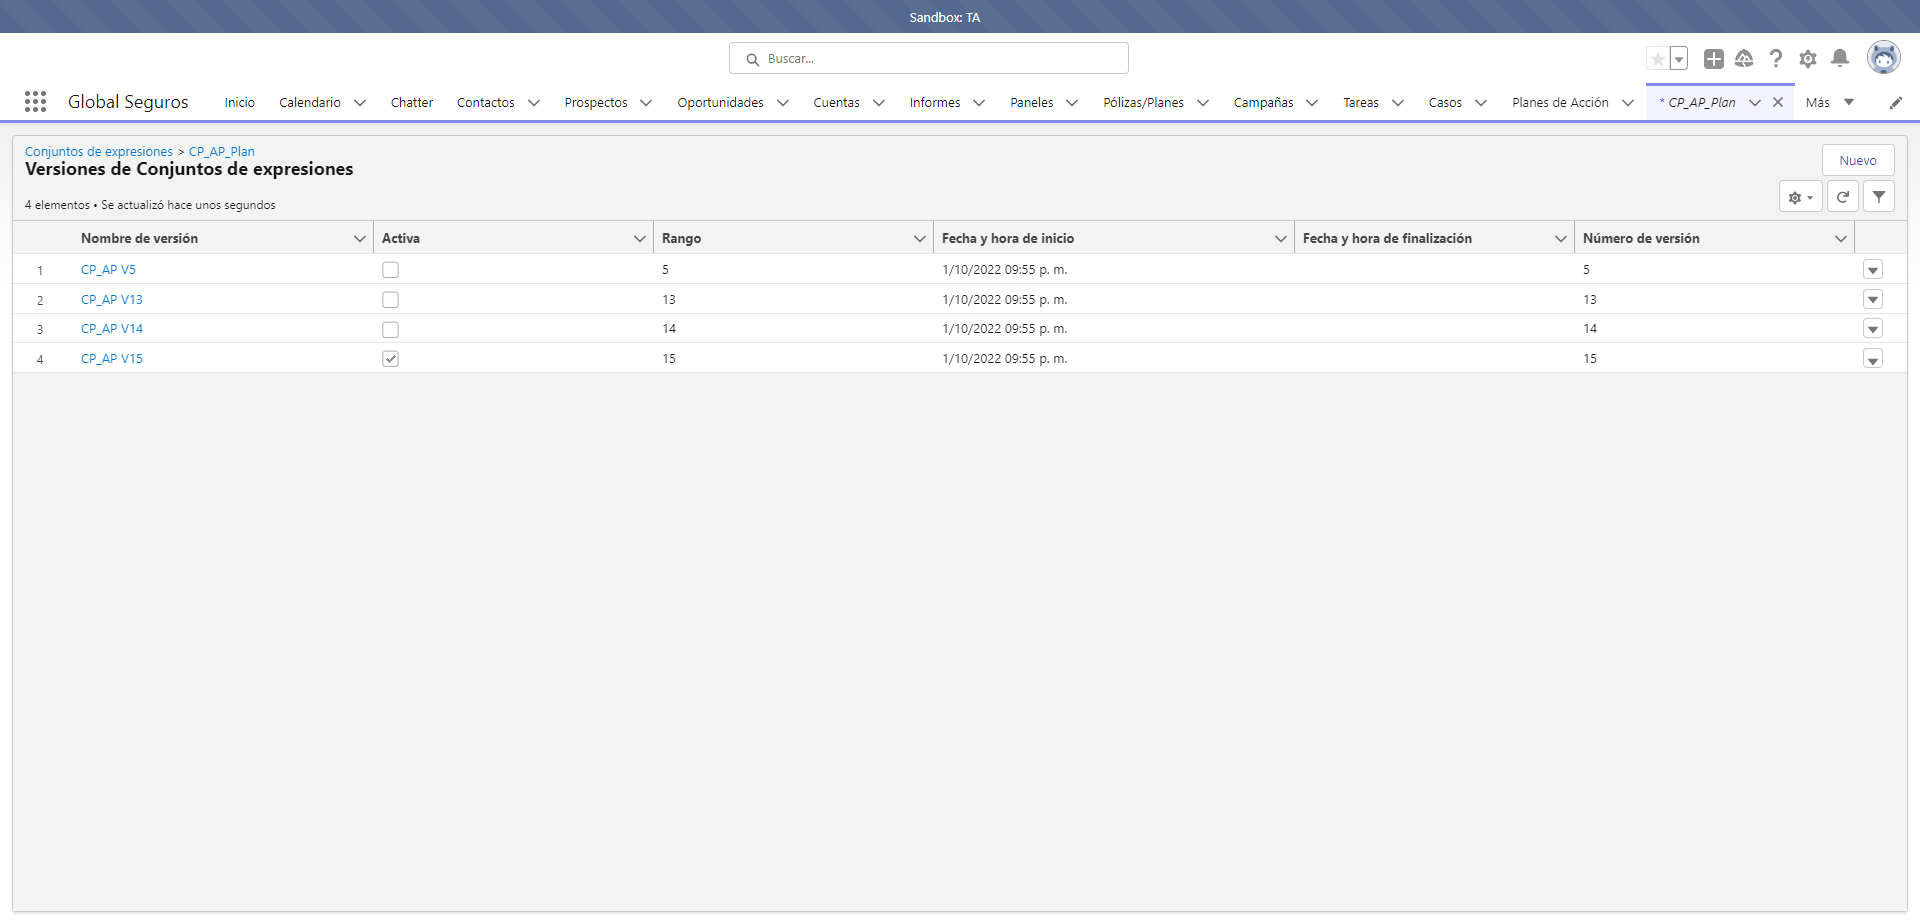 Sandbox: TA
Buscar...
Global Seguros Inicio Calendario Chatter Contactos Prospectos Oportunidades Cuentas Informes Paneles Pólizas/Planes Campañas Tareas Casos Planes de Acción * CP_AP_Plan Más
Conjuntos de expresiones > CP_AP_Plan
Versiones de Conjuntos de expresiones
Nuevo
4 elementos • Se actualizó hace unos segundos
Nombre de versión Activa Rango Fecha y hora de inicio Fecha y hora de finalización Número de versión
1 CP_AP V5 5 1/10/2022 09:55 p. m. 5
2 CP_AP V13 13 1/10/2022 09:55 p. m. 13
3 CP_AP V14 14 1/10/2022 09:55 p. m. 14
4 CP_AP V15 15 1/10/2022 09:55 p. m. 15